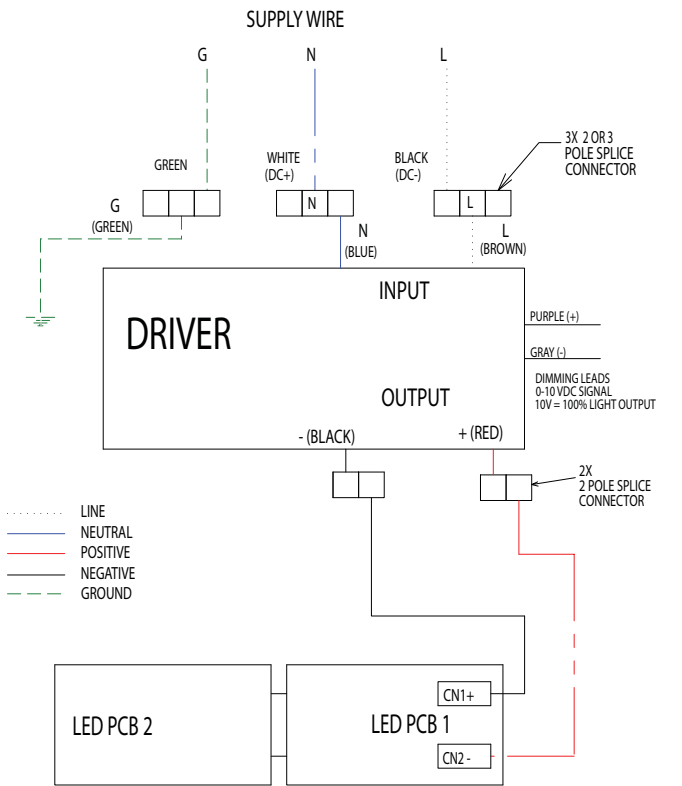 SUPPLY WIRE
G
N
L
GREEN
WHITE
(DC+)
BLACK
(DC-)
3X 2 OR 3
POLE SPLICE
CONNECTOR
N
L
G
(GREEN)
N
(BLUE)
L
(BROWN)
INPUT
DRIVER
PURPLE (+)
GRAY (-)
DIMMING LEADS
0-10 VDC SIGNAL
10V = 100% LIGHT OUTPUT
OUTPUT
- (BLACK)
+ (RED)
2X
2 POLE SPLICE
CONNECTOR
LINE
NEUTRAL
POSITIVE
NEGATIVE
GROUND
CN1+
LED PCB 2
LED PCB 1
CN2 -